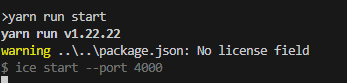 >yarn run start
yarn run v1.22.22
warning ..\..\package.json: No license field
$ ice start --port 4000